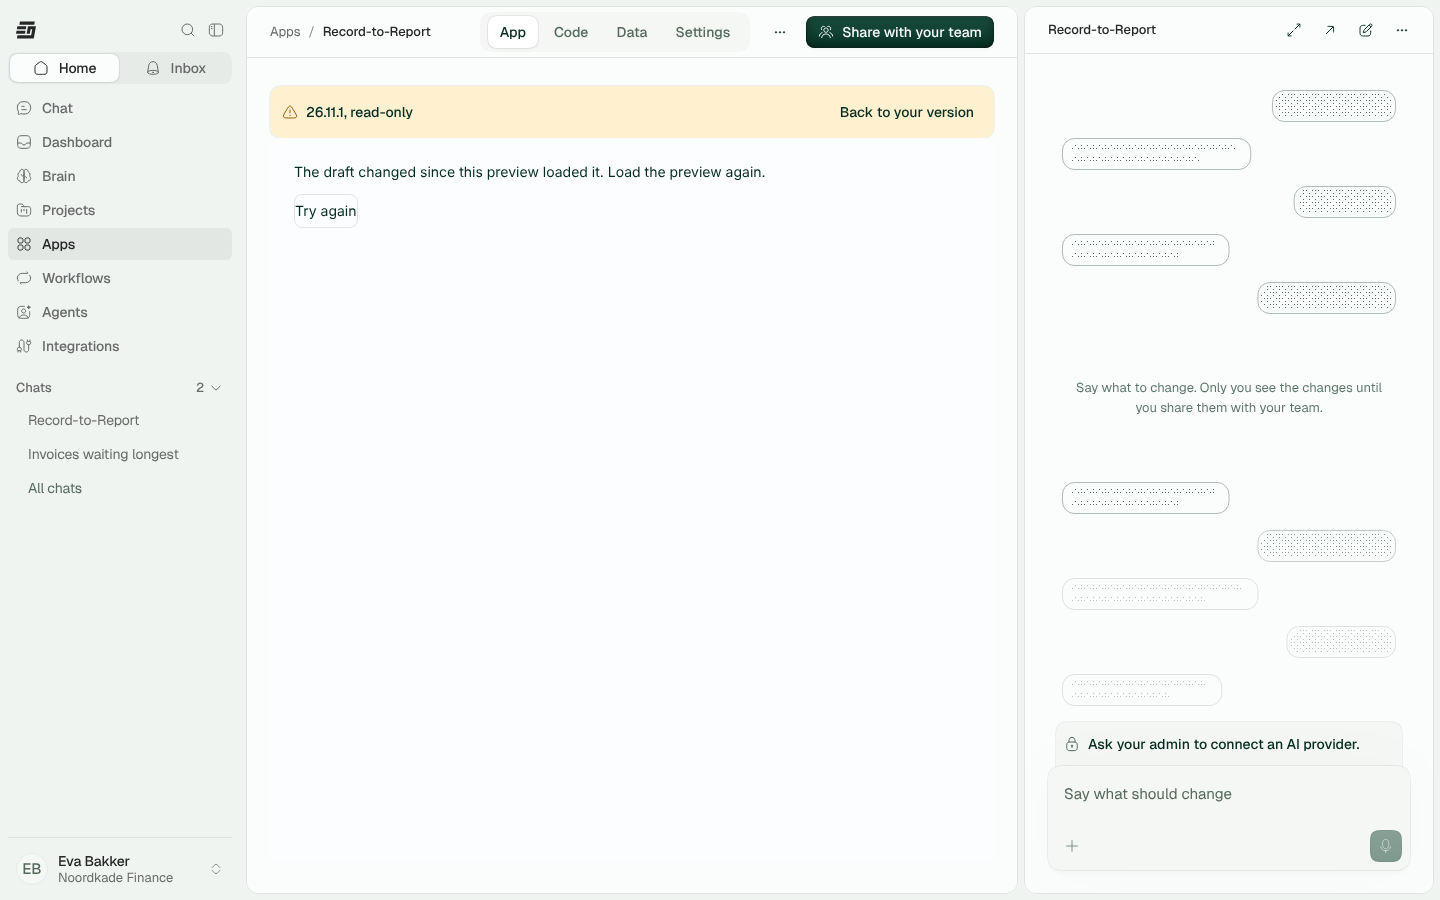 Home
Inbox
Chat
Dashboard
Brain
Projects
Apps
Workflows
Agents
Integrations
Chats 2
Record-to-Report
Invoices waiting longest
All chats
EB
Eva Bakker
Noordkade Finance
Apps / Record-to-Report
App
Code
Data
Settings
Share with your team
26.11.1, read-only
Back to your version
The draft changed since this preview loaded it. Load the preview again.
Try again
Record-to-Report
Say what to change. Only you see the changes until
you share them with your team.
Ask your admin to connect an AI provider.
Say what should change